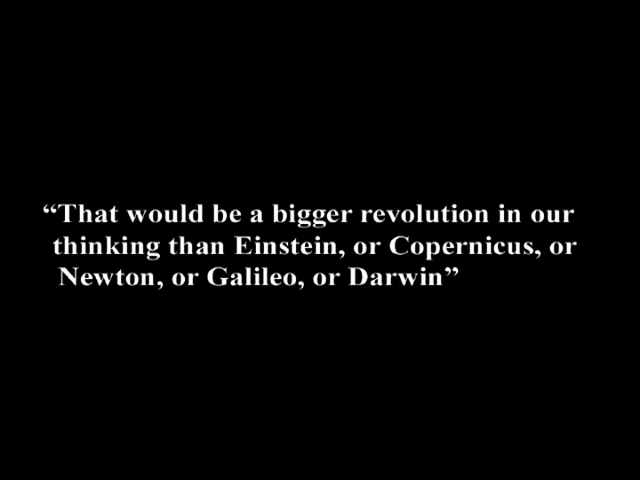 “That would be a bigger revolution in our
thinking than Einstein, or Copernicus, or
Newton, or Galileo, or Darwin”